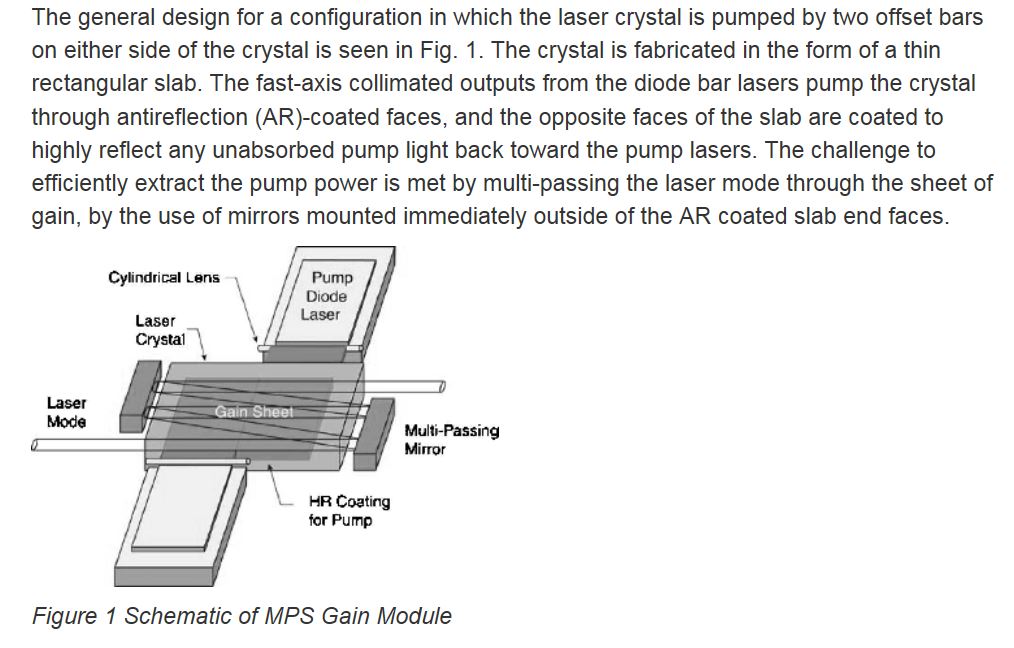 The general design for a configuration in which the laser crystal is pumped by two offset bars
on either side of the crystal is seen in Fig. 1. The crystal is fabricated in the form of a thin
rectangular slab. The fast-axis collimated outputs from the diode bar lasers pump the crystal
through antireflection (AR)-coated faces, and the opposite faces of the slab are coated to
highly reflect any unabsorbed pump light back toward the pump lasers. The challenge to
efficiently extract the pump power is met by multi-passing the laser mode through the sheet of
gain, by the use of mirrors mounted immediately outside of the AR coated slab end faces.
Cylindrical Lens
Pump
Diode
Laser
Laser
Crystal
Gain Sheet
Laser
Mode
Multi-Passing
Mirror
HR Coating
for Pump
Figure 1 Schematic of MPS Gain Module